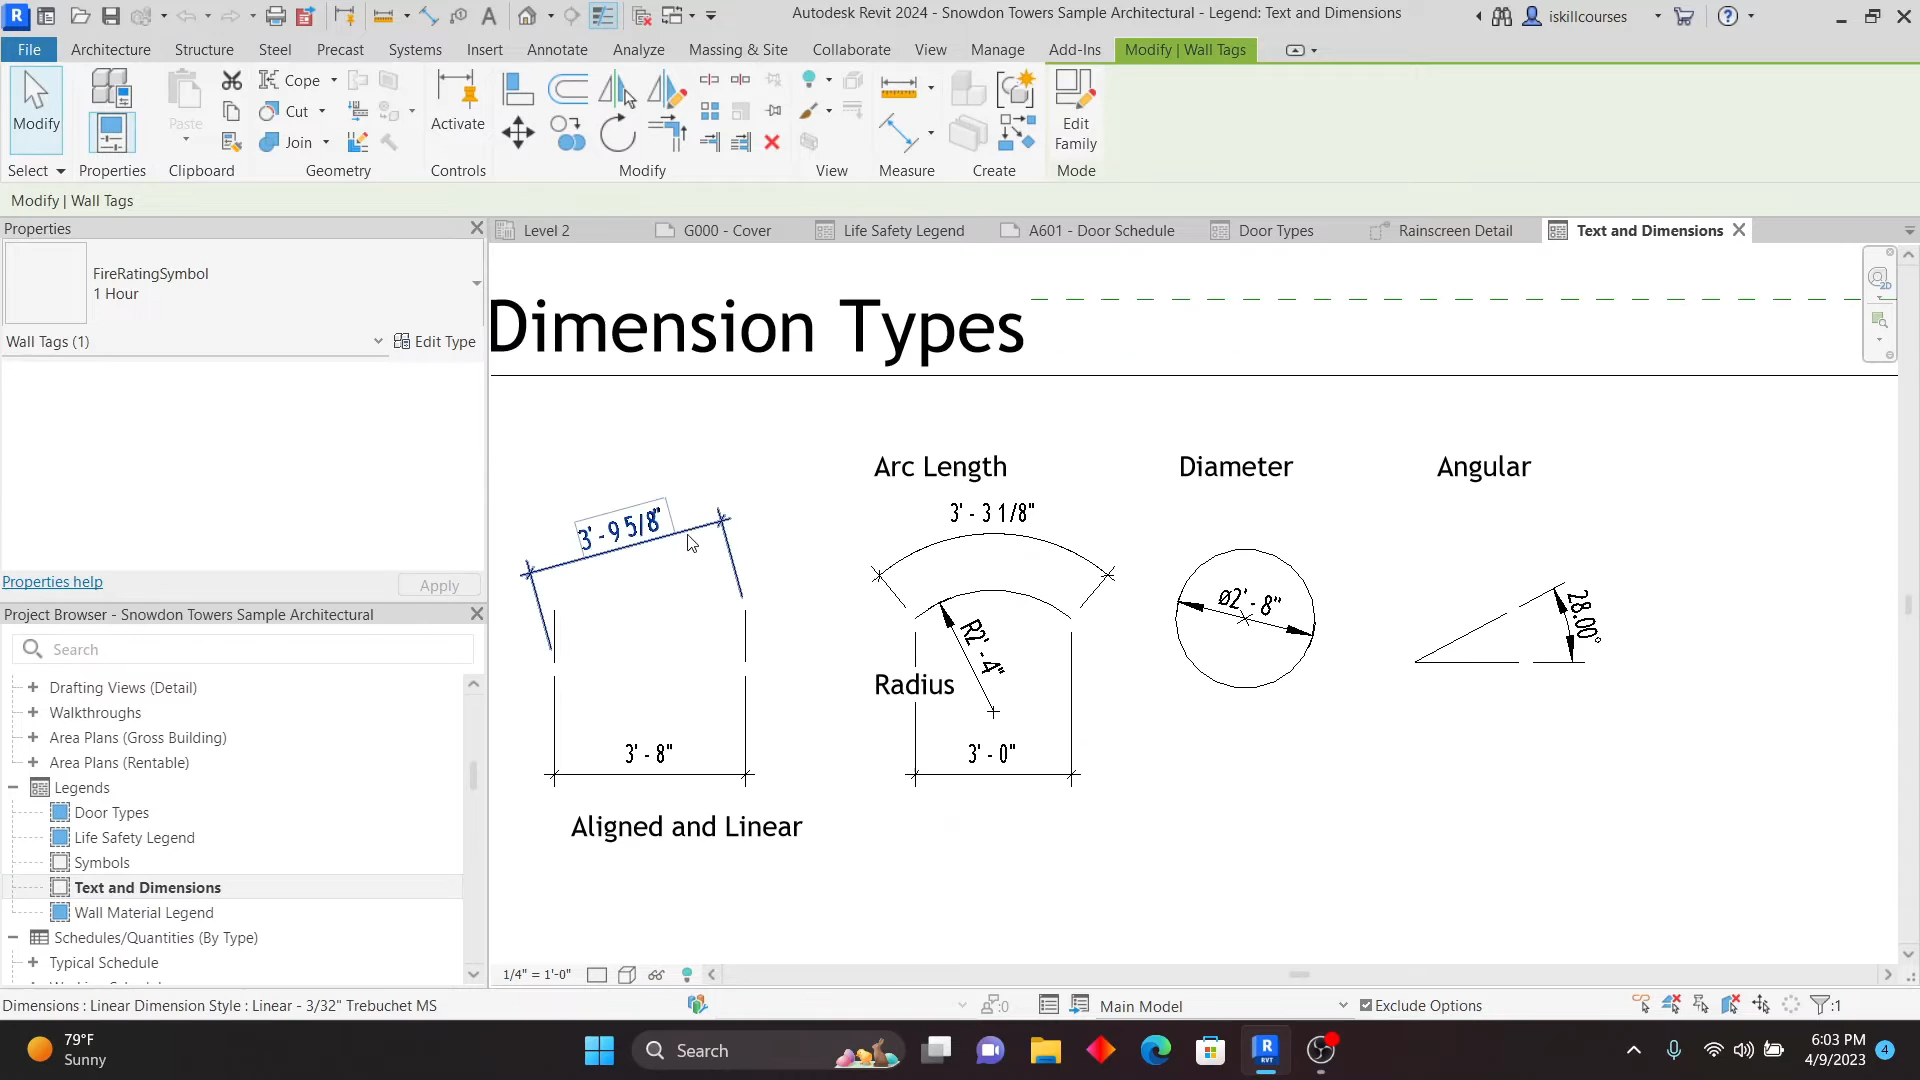 Autodesk Revit 2024 - Snowdon Towers Sample Architectural - Legend: Text and Dimensions
iskillcourses
File Architecture Structure Steel Precast Systems Insert Annotate Analyze Massing & Site Collaborate View Manage Add-Ins Modify | Wall Tags
Modify
Paste
Cope
Cut
Join
Activate
Edit
Family
Select Properties Clipboard Geometry Controls Modify View Measure Create Mode
Modify | Wall Tags
Properties
FireRatingSymbol
1 Hour
Wall Tags (1)
Edit Type
Properties help
Apply
Project Browser - Snowdon Towers Sample Architectural
Search
Drafting Views (Detail)
Walkthroughs
Area Plans (Gross Building)
Area Plans (Rentable)
Legends
Door Types
Life Safety Legend
Symbols
Text and Dimensions
Wall Material Legend
Schedules/Quantities (By Type)
Typical Schedule
Level 2 G000 - Cover Life Safety Legend A601 - Door Schedule Door Types Rainscreen Detail Text and Dimensions
2D
Dimension Types
Arc Length Diameter Angular
3' - 9 5/8"
3' - 3 1/8"
ø2' - 8"
28.00°
R2' - 4"
Radius
3' - 8"
3' - 0"
Aligned and Linear
1/4" = 1'-0"
Dimensions : Linear Dimension Style : Linear - 3/32" Trebuchet MS
:0
Main Model
Exclude Options
:1
79°F
Sunny
Search
R
RVT
6:03 PM
4/9/2023
4